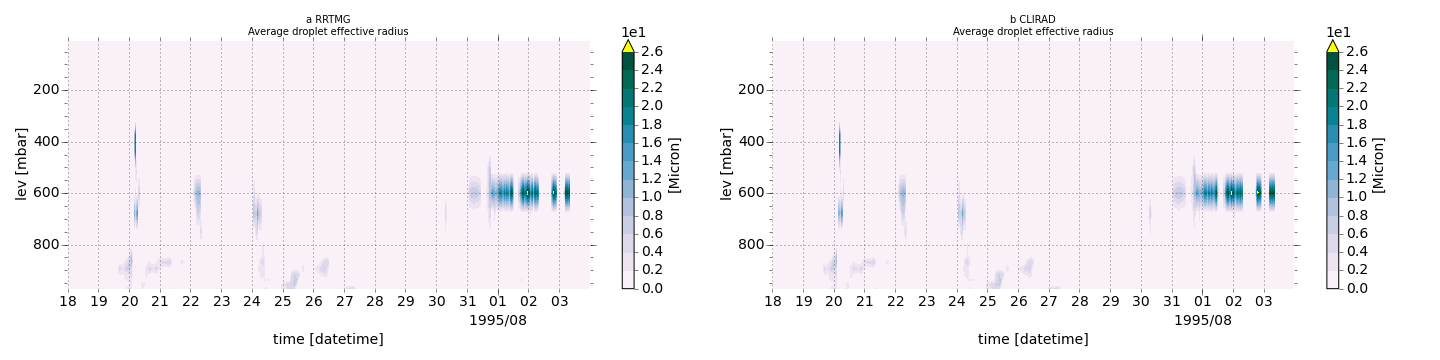 a RRTMG
Average droplet effective radius
1e1
2.6
2.4
2.2
2.0
1.8
1.6
1.4
1.2
1.0
0.8
0.6
0.4
0.2
0.0
[Micron]
200
400
600
800
lev [mbar]
18 19 20 21 22 23 24 25 26 27 28 29 30 31 01 02 03
1995/08
time [datetime]
b CLIRAD
Average droplet effective radius
1e1
2.6
2.4
2.2
2.0
1.8
1.6
1.4
1.2
1.0
0.8
0.6
0.4
0.2
0.0
[Micron]
200
400
600
800
lev [mbar]
18 19 20 21 22 23 24 25 26 27 28 29 30 31 01 02 03
1995/08
time [datetime]